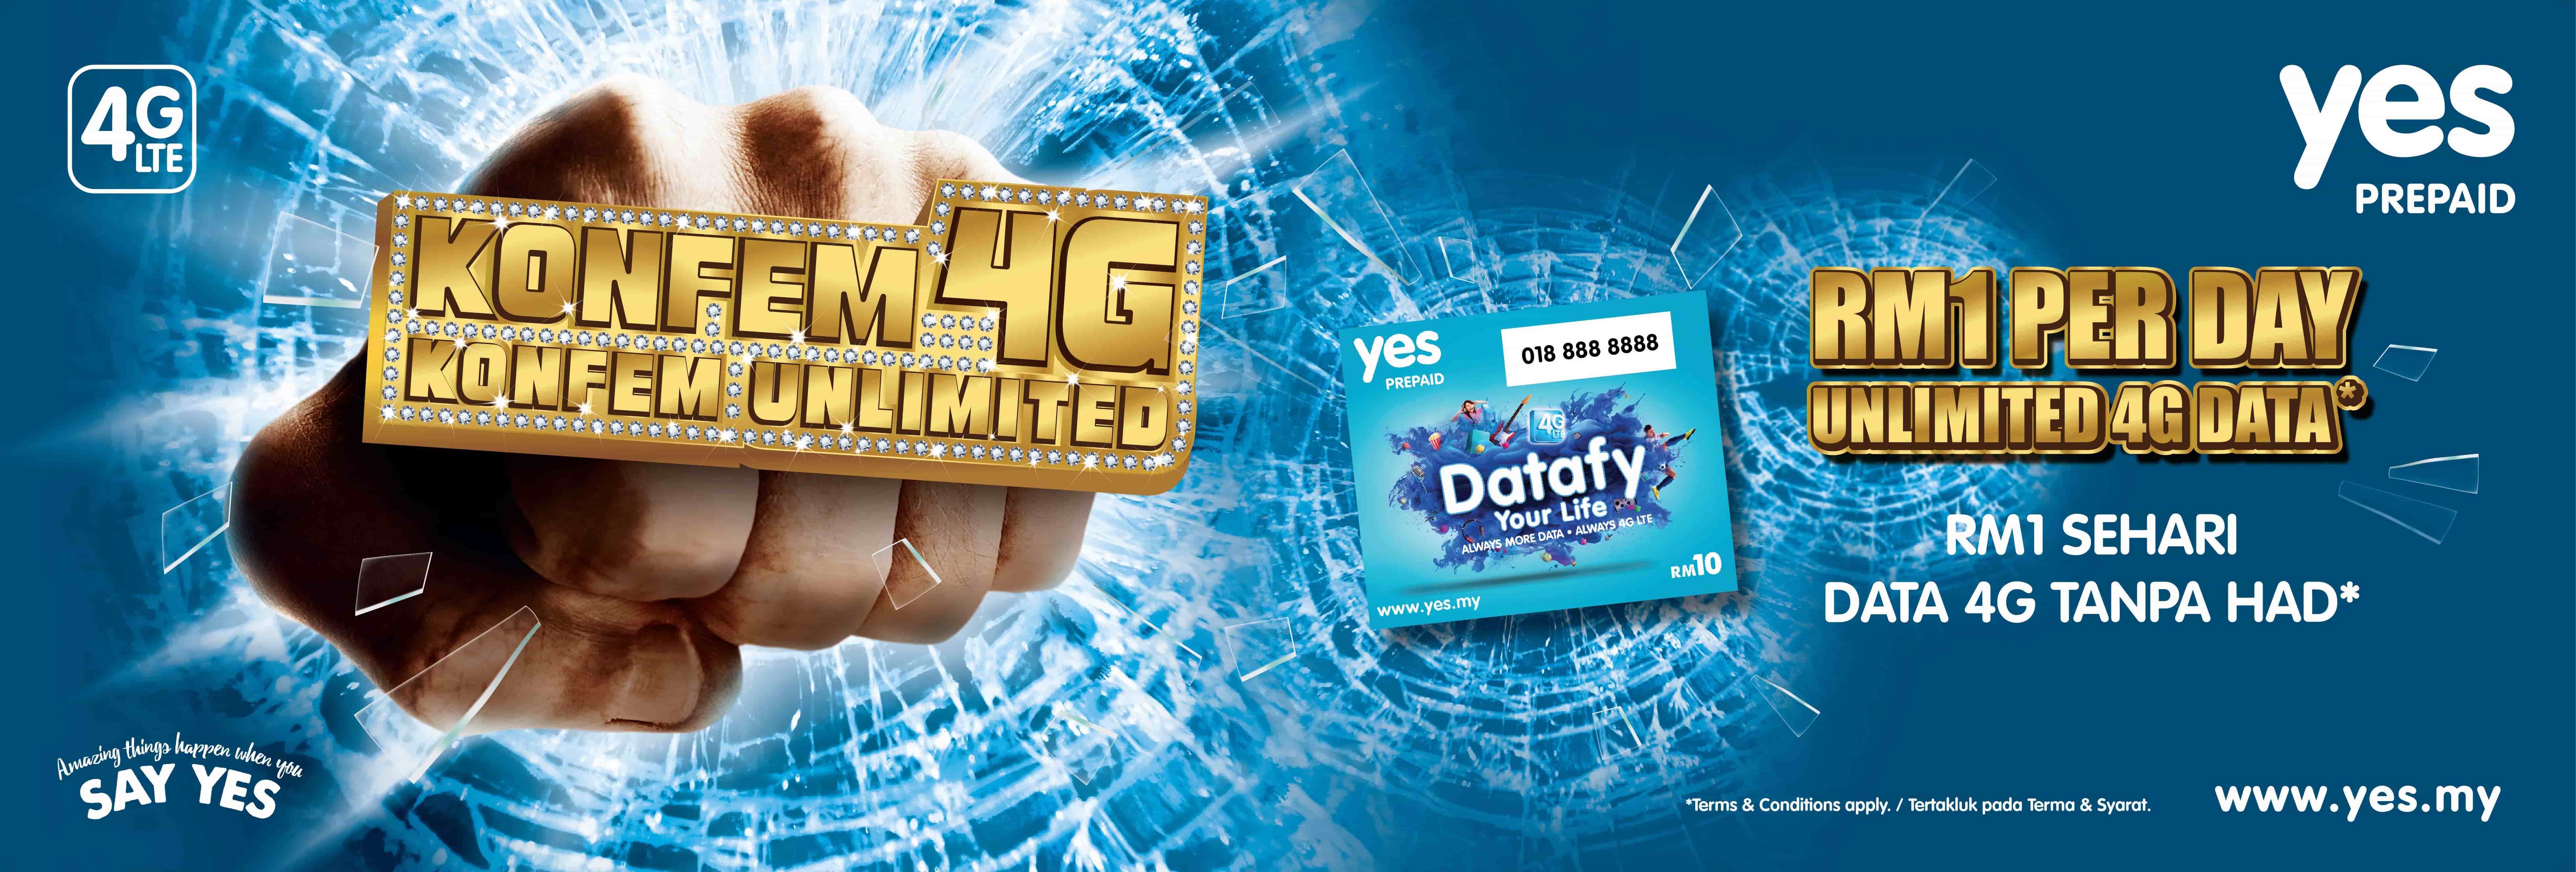 4G
LTE
KONFEM 4G
KONFEM UNLIMITED
Amazing things happen when you
SAY YES
yes
PREPAID
018 888 8888
4G
LTE
Datafy
Your Life
ALWAYS MORE DATA • ALWAYS 4G LTE
RM10
www.yes.my
yes
PREPAID
RM1 PER DAY
UNLIMITED 4G DATA*
RM1 SEHARI
DATA 4G TANPA HAD*
*Terms & Conditions apply. / Tertakluk pada Terma & Syarat.
www.yes.my